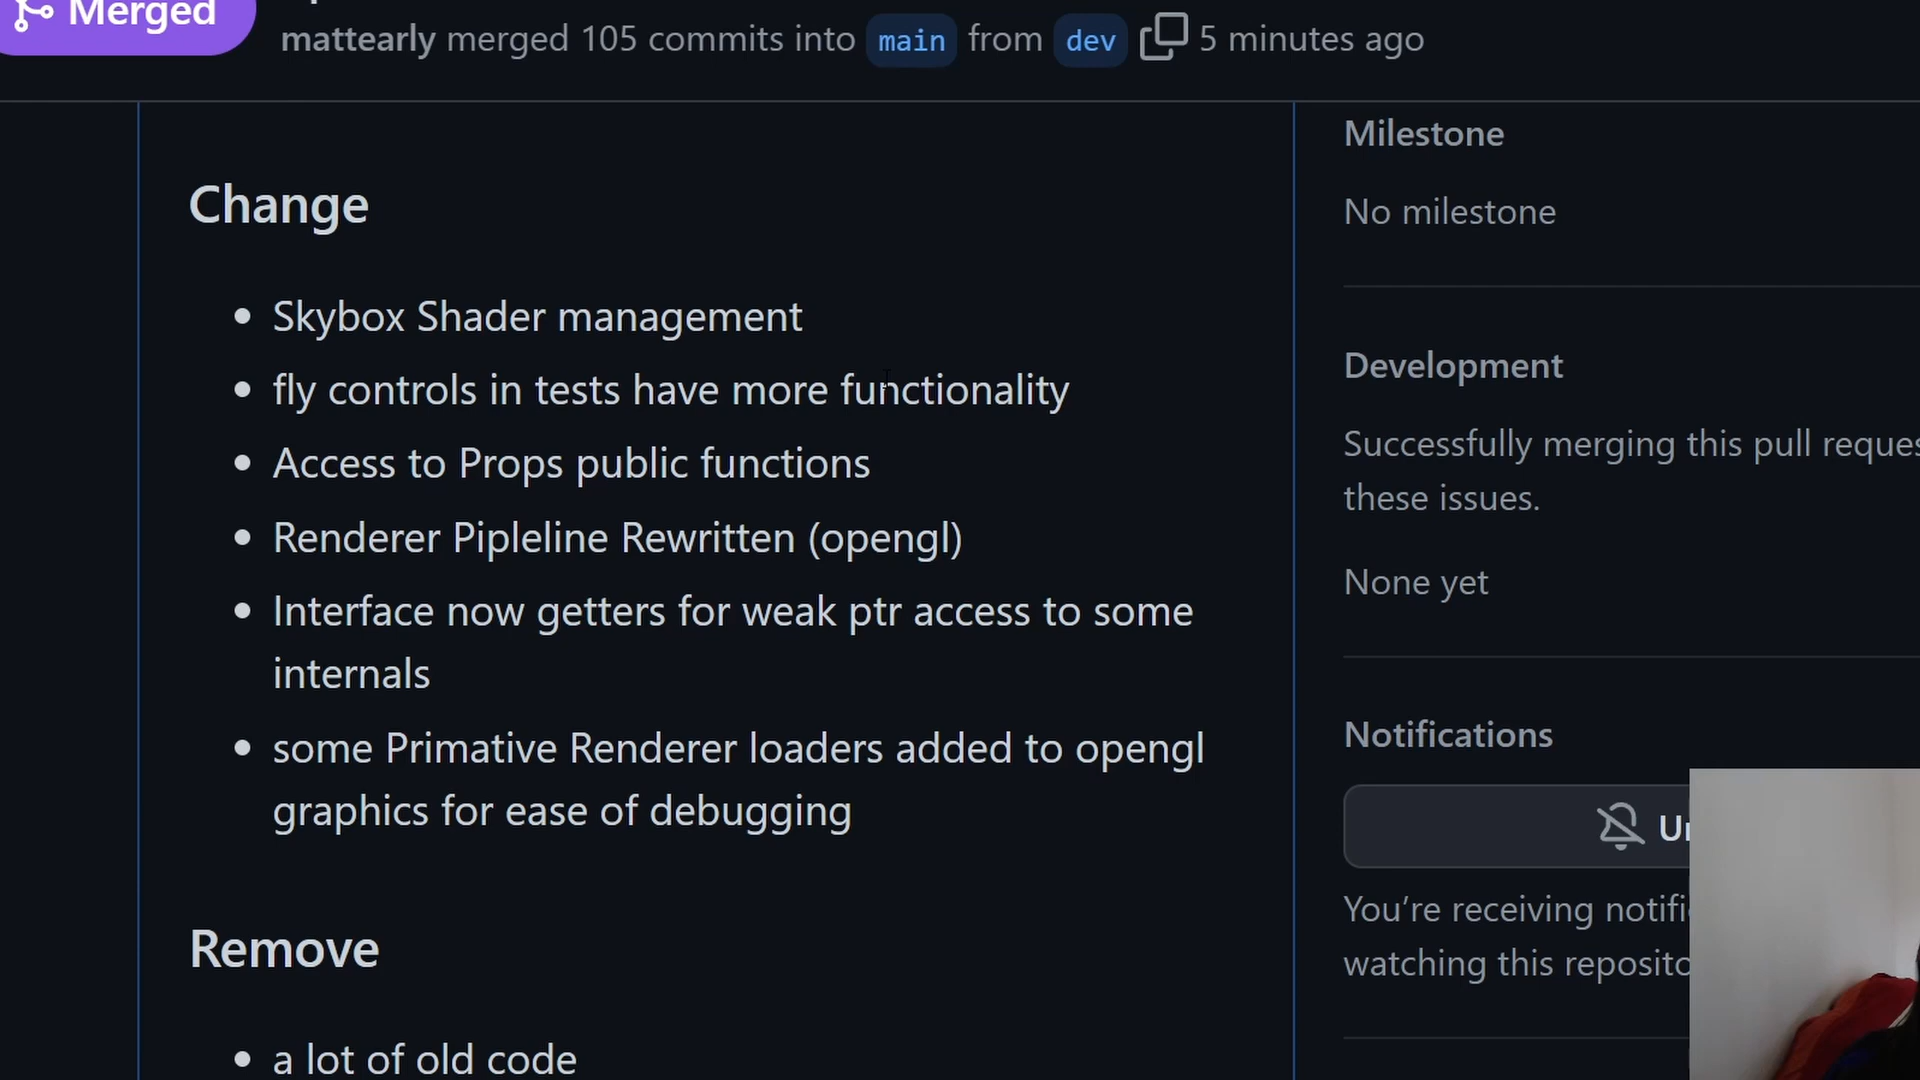 Merged
mattearly merged 105 commits into main from dev 5 minutes ago
Change
Skybox Shader management
fly controls in tests have more functionality
Access to Props public functions
Renderer Pipleline Rewritten (opengl)
Interface now getters for weak ptr access to some
internals
some Primative Renderer loaders added to opengl
graphics for ease of debugging
Remove
a lot of old code
Milestone
No milestone
Development
Successfully merging this pull
these issues.
None yet
Notifications
You’re receiving
watching this